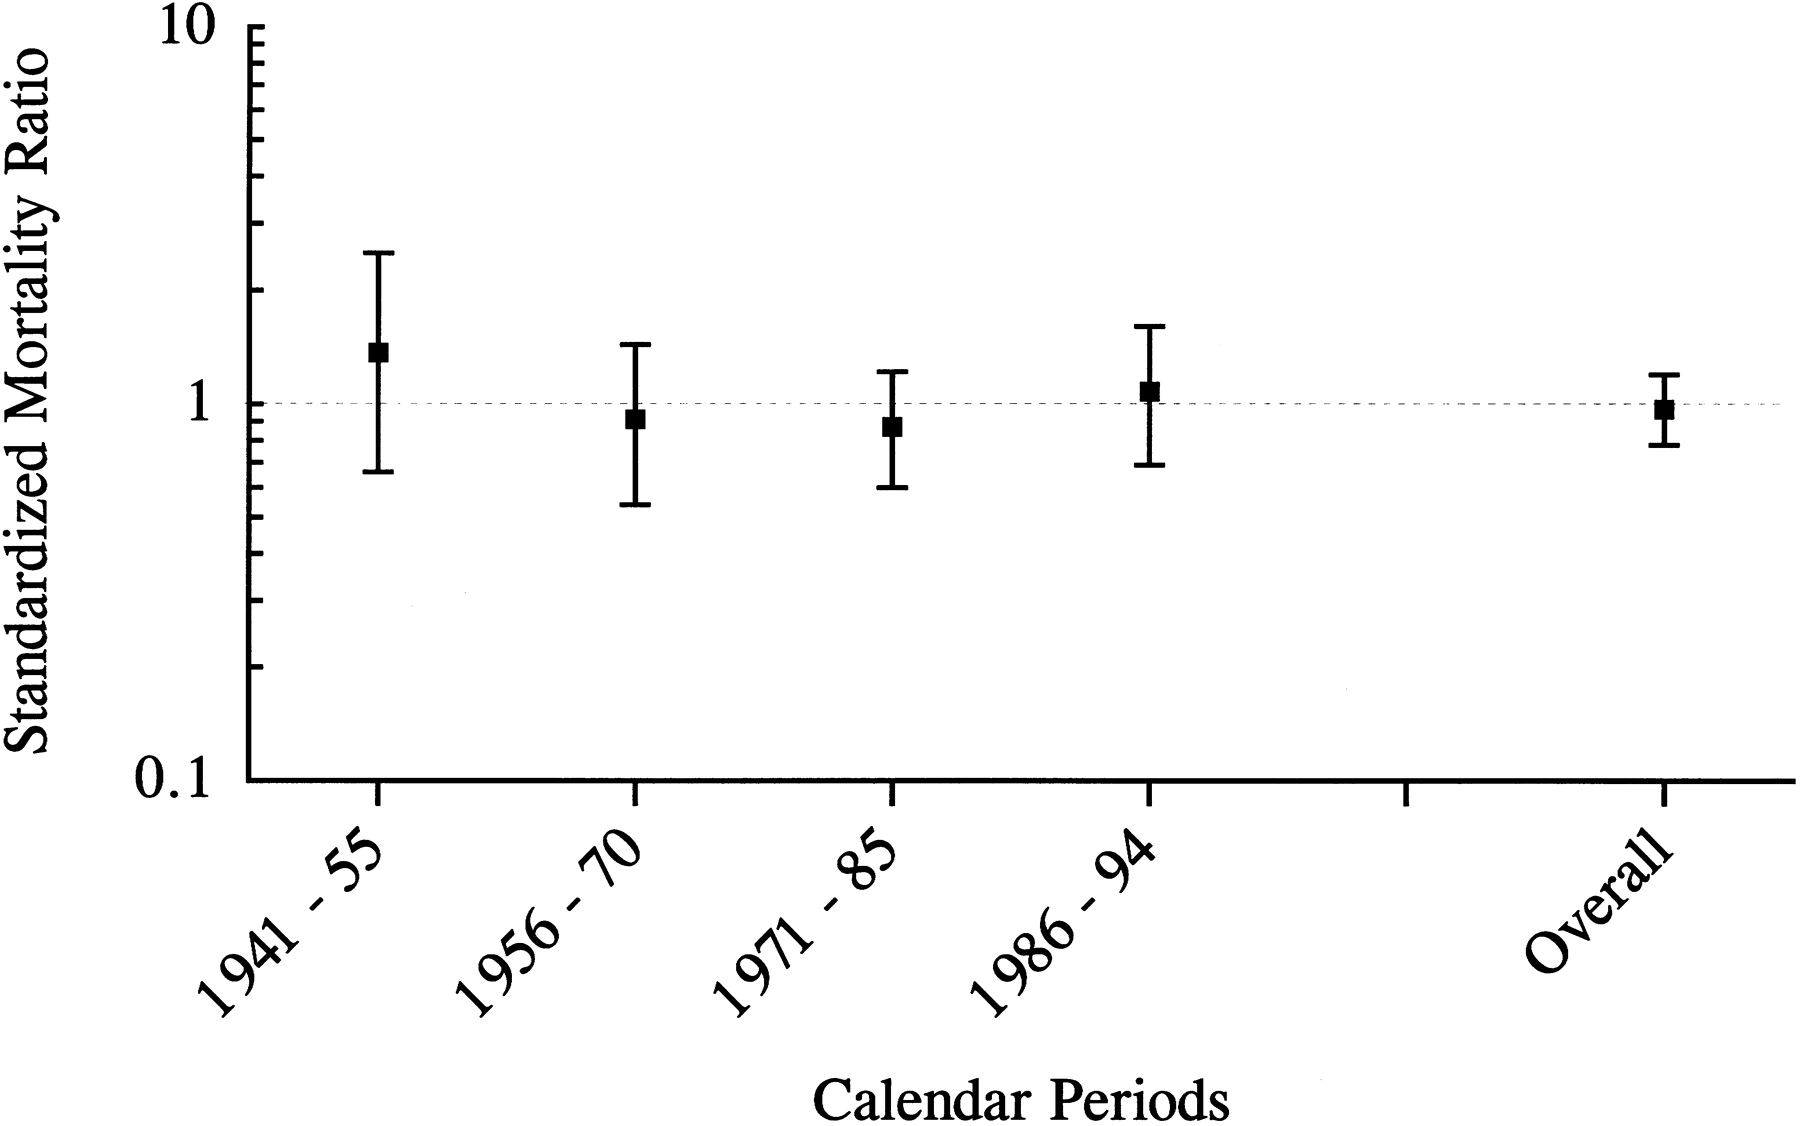 Standardized Mortality Ratio
10
1
0.1
1941 - 55
1956 - 70
1971 - 85
1986 - 94
Overall
Calendar Periods